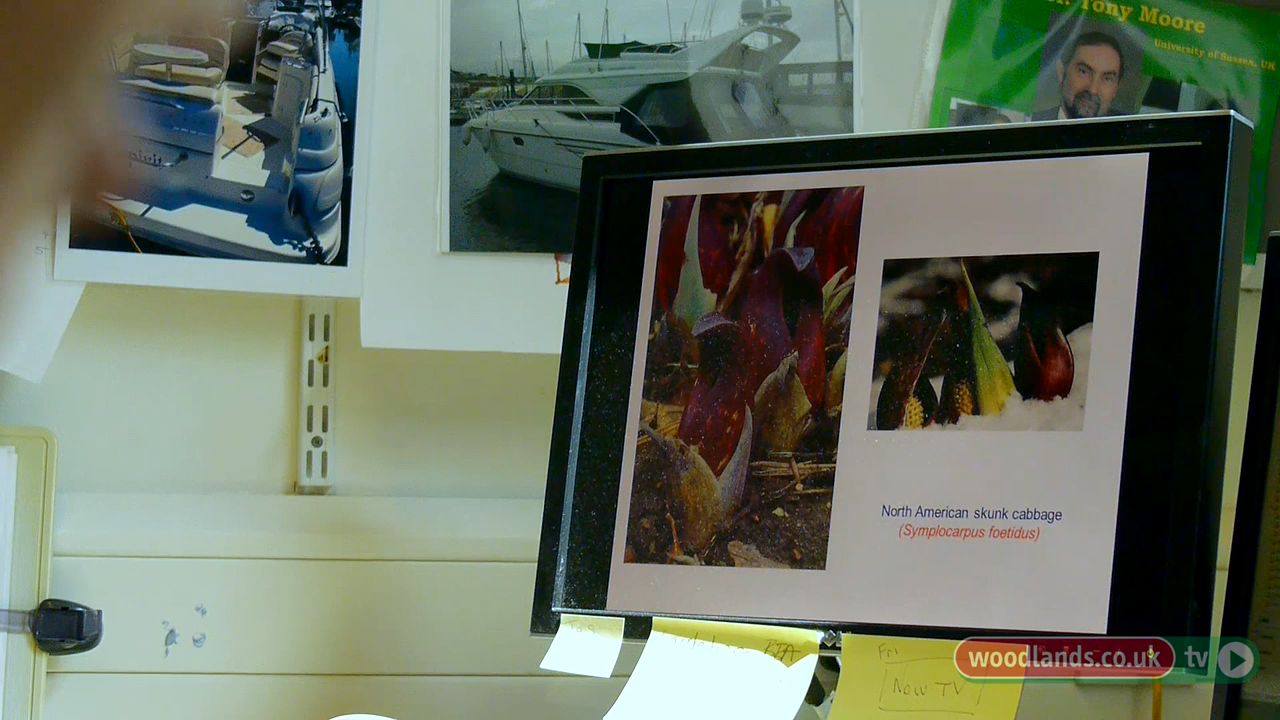 Tony Moore
University of Sussex, UK
North American skunk cabbage
(Symplocarpus foetidus)
Fri
Now TV
woodlands.co.uk tv